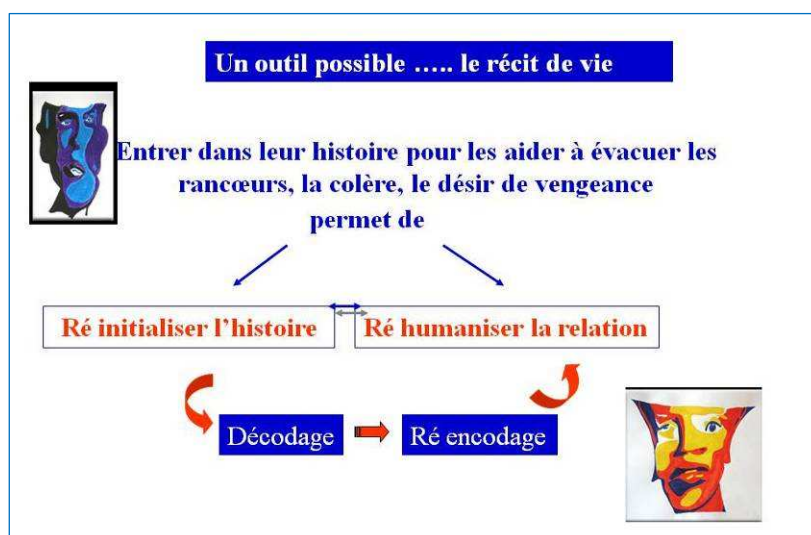 Un outil possible ..... le récit de vie
Entrer dans leur histoire pour les aider à évacuer les
rancœurs, la colère, le désir de vengeance
permet de
Ré initialiser l’histoire
Ré humaniser la relation
Décodage
Ré encodage